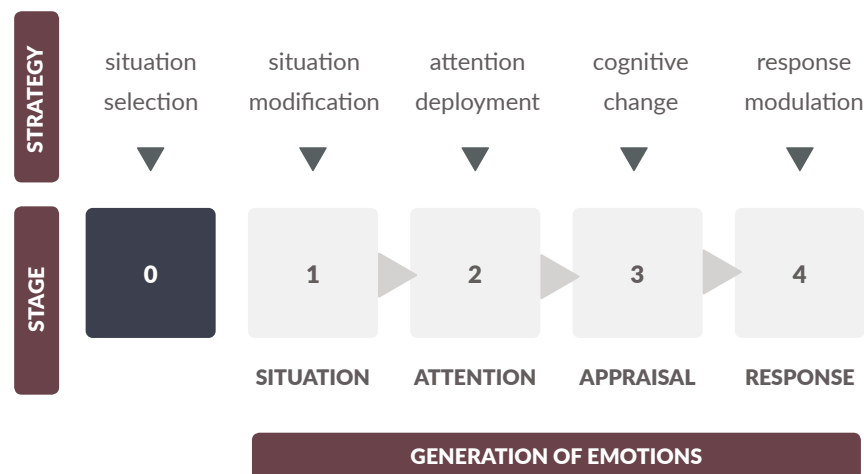 STRATEGY
situation
selection
situation
modification
attention
deployment
cognitive
change
response
modulation
STAGE
0
1
2
3
4
SITUATION
ATTENTION
APPRAISAL
RESPONSE
GENERATION OF EMOTIONS